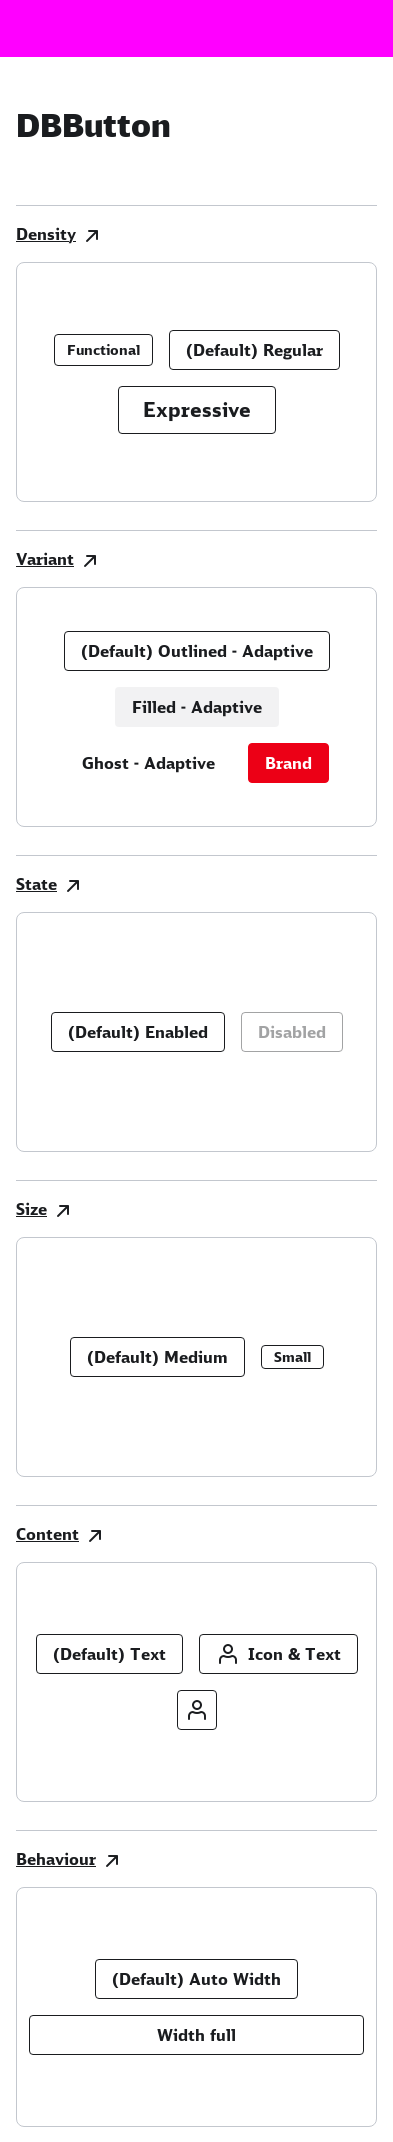 DBButton
Density
Functional
(Default) Regular
Expressive
Variant
(Default) Outlined - Adaptive
Filled - Adaptive
Ghost - Adaptive
Brand
State
(Default) Enabled
Disabled
Size
(Default) Medium
Small
Content
(Default) Text
Icon & Text
Behaviour
(Default) Auto Width
Width full